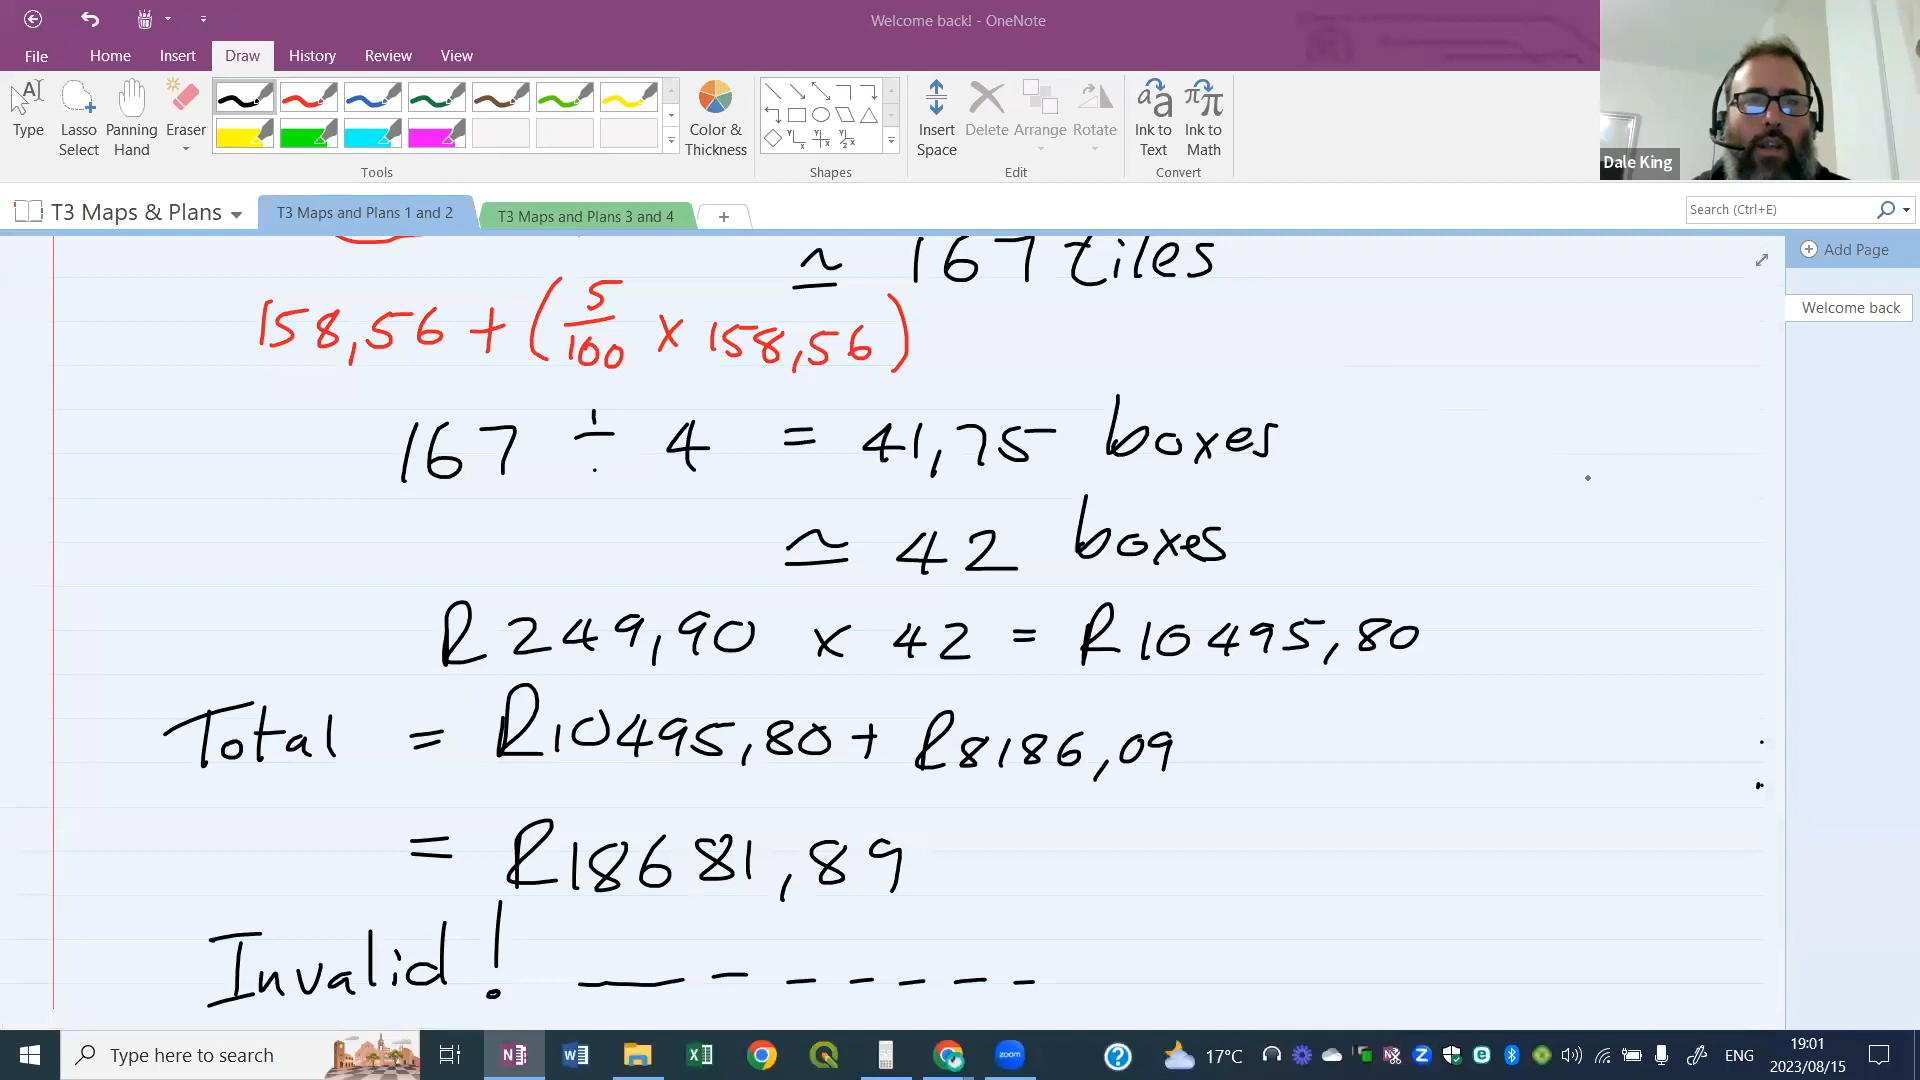 Welcome back! - OneNote
File Home Insert Draw History Review View
Type
Lasso Select
Panning Hand
Eraser
Color & Thickness
Insert Space
Delete
Arrange
Rotate
Ink to Text
Ink to Math
Tools
Shapes
Edit
Convert
Dale King
T3 Maps & Plans
T3 Maps and Plans 1 and 2
T3 Maps and Plans 3 and 4
Search (Ctrl+E)
Add Page
Welcome back
≃ 167 tiles
158,56 + (5/100 × 158,56)
167 ÷ 4 = 41,75 boxes
≃ 42 boxes
R249,90 × 42 = R10495,80
Total = R10495,80 + R8186,09
= R18681,89
Invalid! _ _ _ _ _ _ _
Type here to search
zoom
17°C
ENG
19:01
2023/08/15